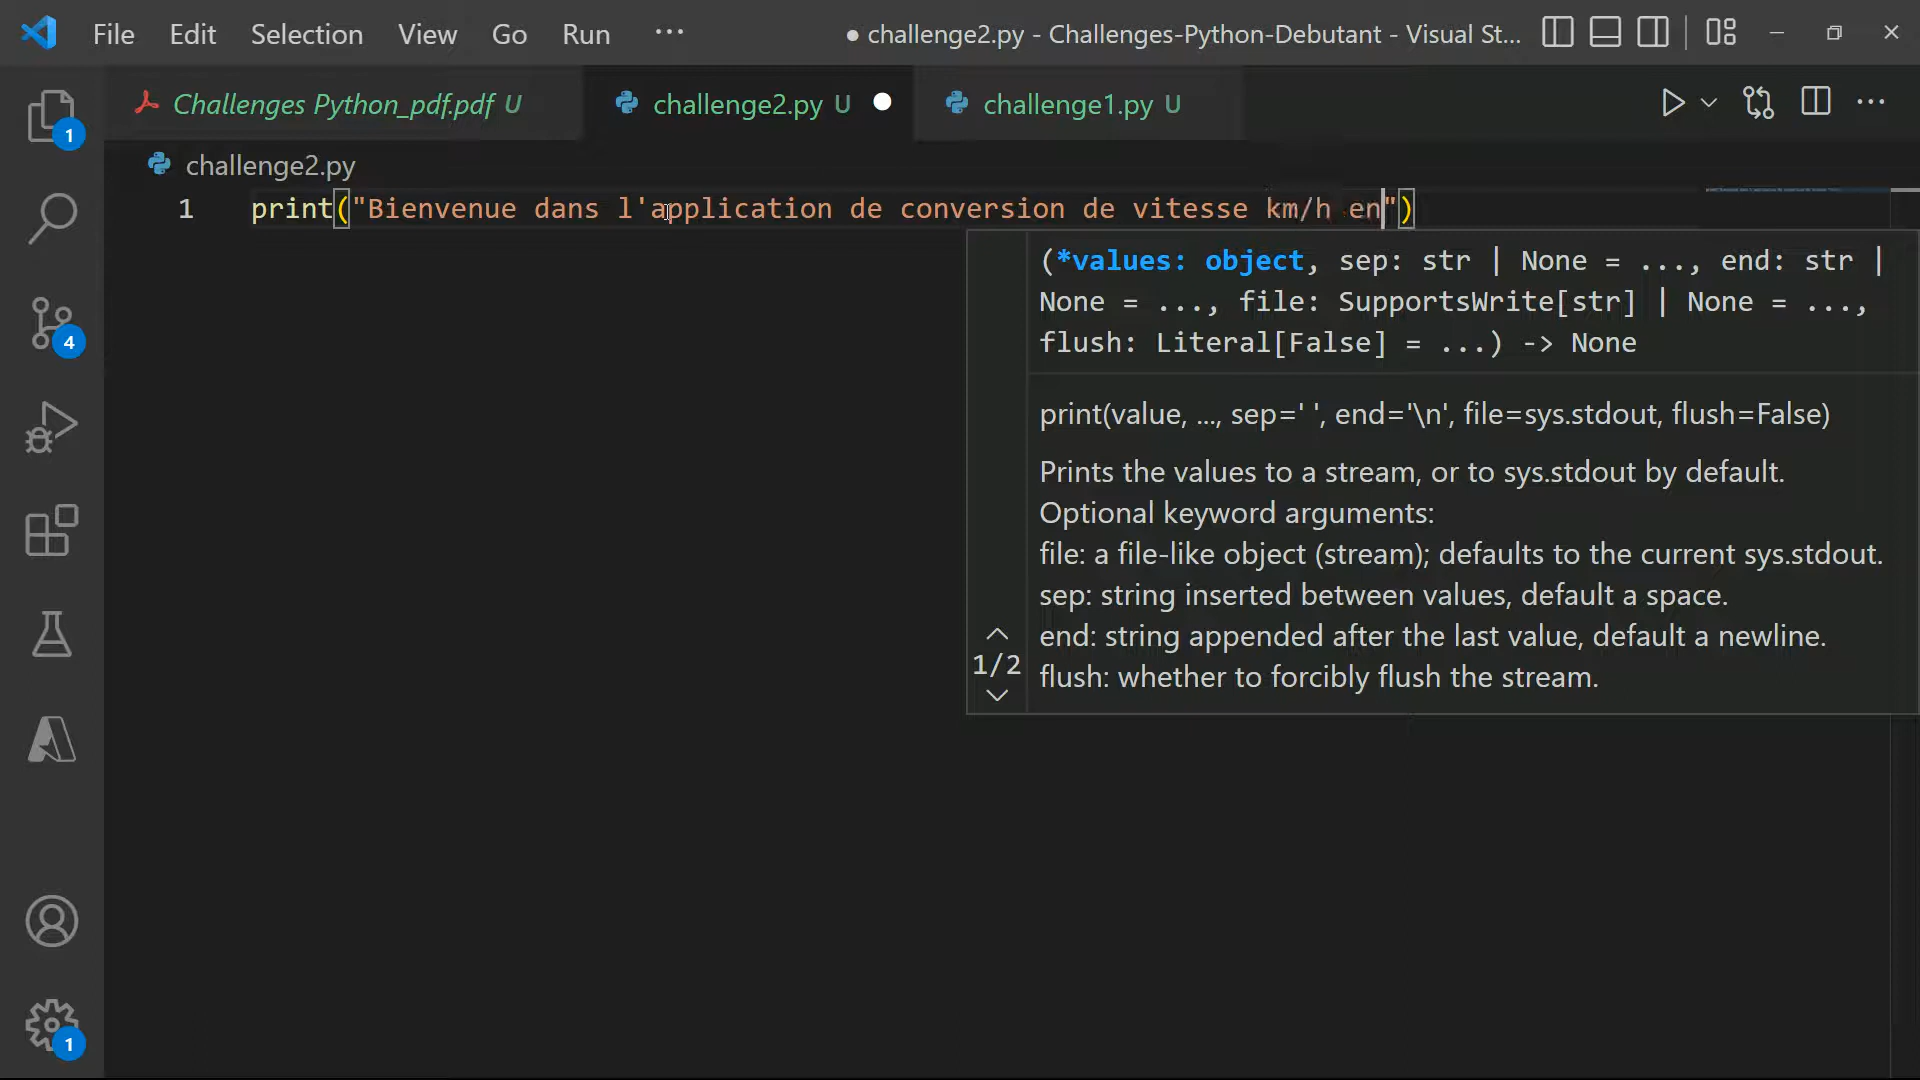 File Edit Selection View Go Run ··· ● challenge2.py - Challenges-Python-Debutant - Visual St...
Challenges Python_pdf.pdf U challenge2.py U ● challenge1.py U
1 challenge2.py
1 print("Bienvenue dans l'application de conversion de vitesse km/h en")
(*values: object, sep: str | None = ..., end: str |
None = ..., file: SupportsWrite[str] | None = ...,
4 flush: Literal[False] = ...) -> None
print(value, ..., sep=' ', end='\n', file=sys.stdout, flush=False)
Prints the values to a stream, or to sys.stdout by default.
Optional keyword arguments:
file: a file-like object (stream); defaults to the current sys.stdout.
sep: string inserted between values, default a space.
end: string appended after the last value, default a newline.
1/2 flush: whether to forcibly flush the stream.
1